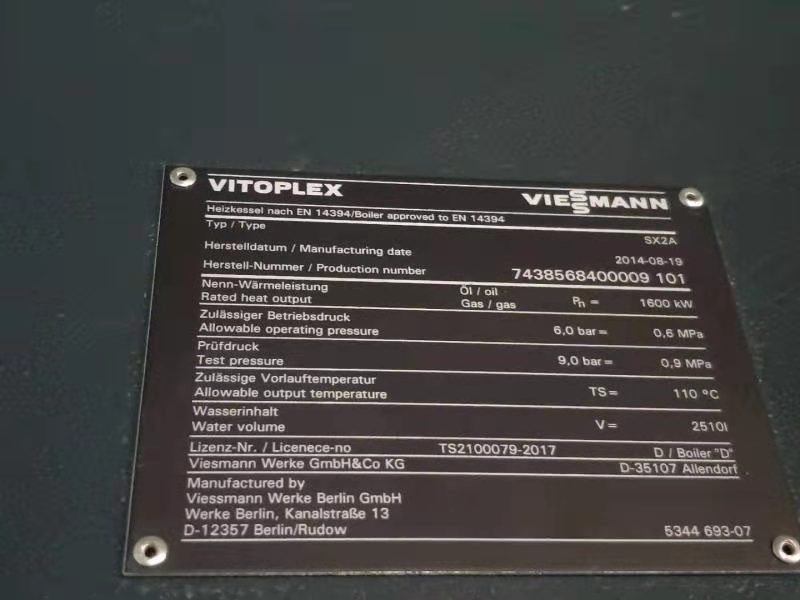 VITOPLEX VIESMANN
Heizkessel nach EN 14394/Boiler approved to EN 14394
Typ / Type SX2A
Herstelldatum / Manufacturing date 2014-08-19
Herstell-Nummer / Production number 7438568400009 101
Nenn-Wärmeleistung Öl / oil
Rated heat output Gas / gas Pn = 1600 kW
Zulässiger Betriebsdruck
Allowable operating pressure 6,0 bar= 0,6 MPa
Prüfdruck
Test pressure 9,0 bar= 0,9 MPa
Zulässige Vorlauftemperatur
Allowable output temperature TS= 110 °C
Wasserinhalt
Water volume V= 2510l
Lizenz-Nr. / Licenece-no TS2100079-2017 D / Boiler "D"
Viesmann Werke GmbH&Co KG D-35107 Allendorf
Manufactured by
Viessmann Werke Berlin GmbH
Werke Berlin, Kanalstraße 13
D-12357 Berlin/Rudow 5344 693-07